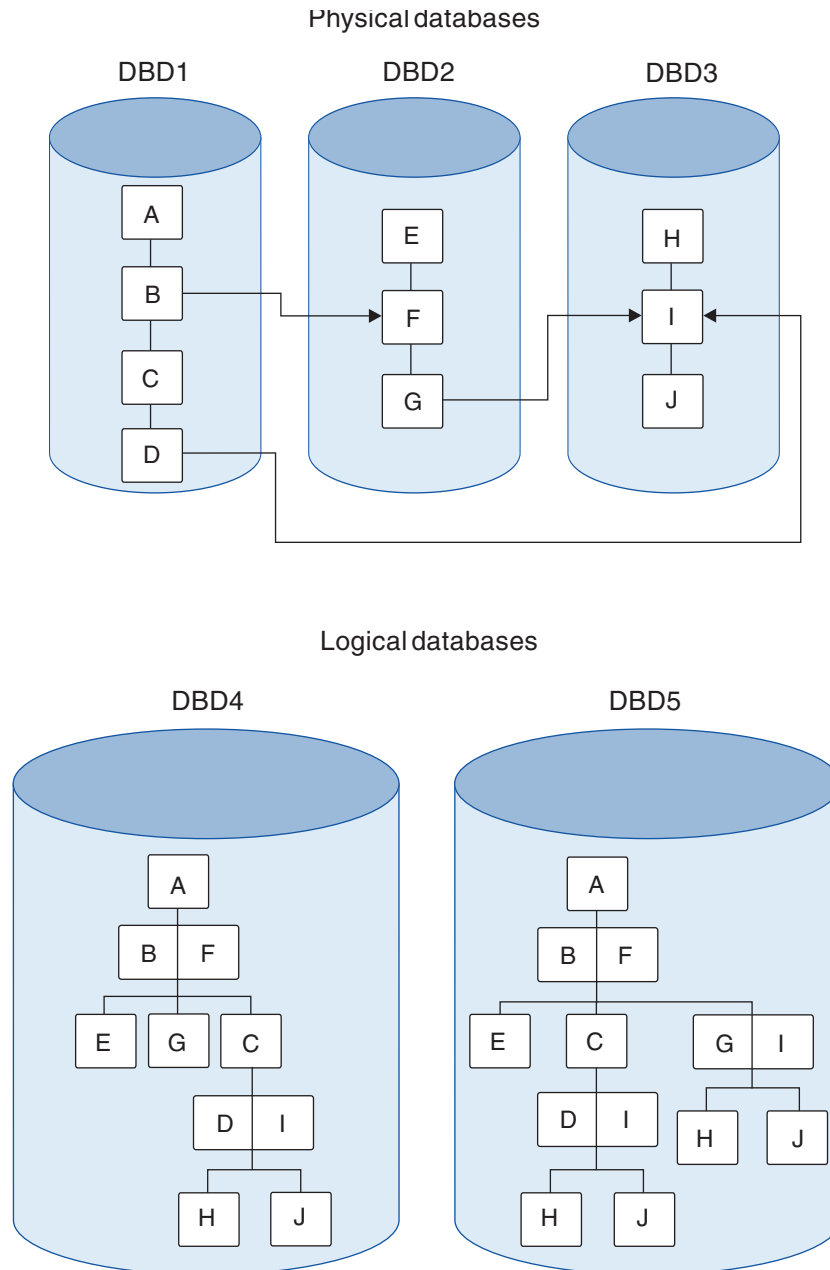 Physical databases
DBD1 DBD2 DBD3
A
E H
B
F I
C
G J
D
Logical databases
DBD4 DBD5
A A
B F B F
E G C E C G I
D I D I H J
H J H J